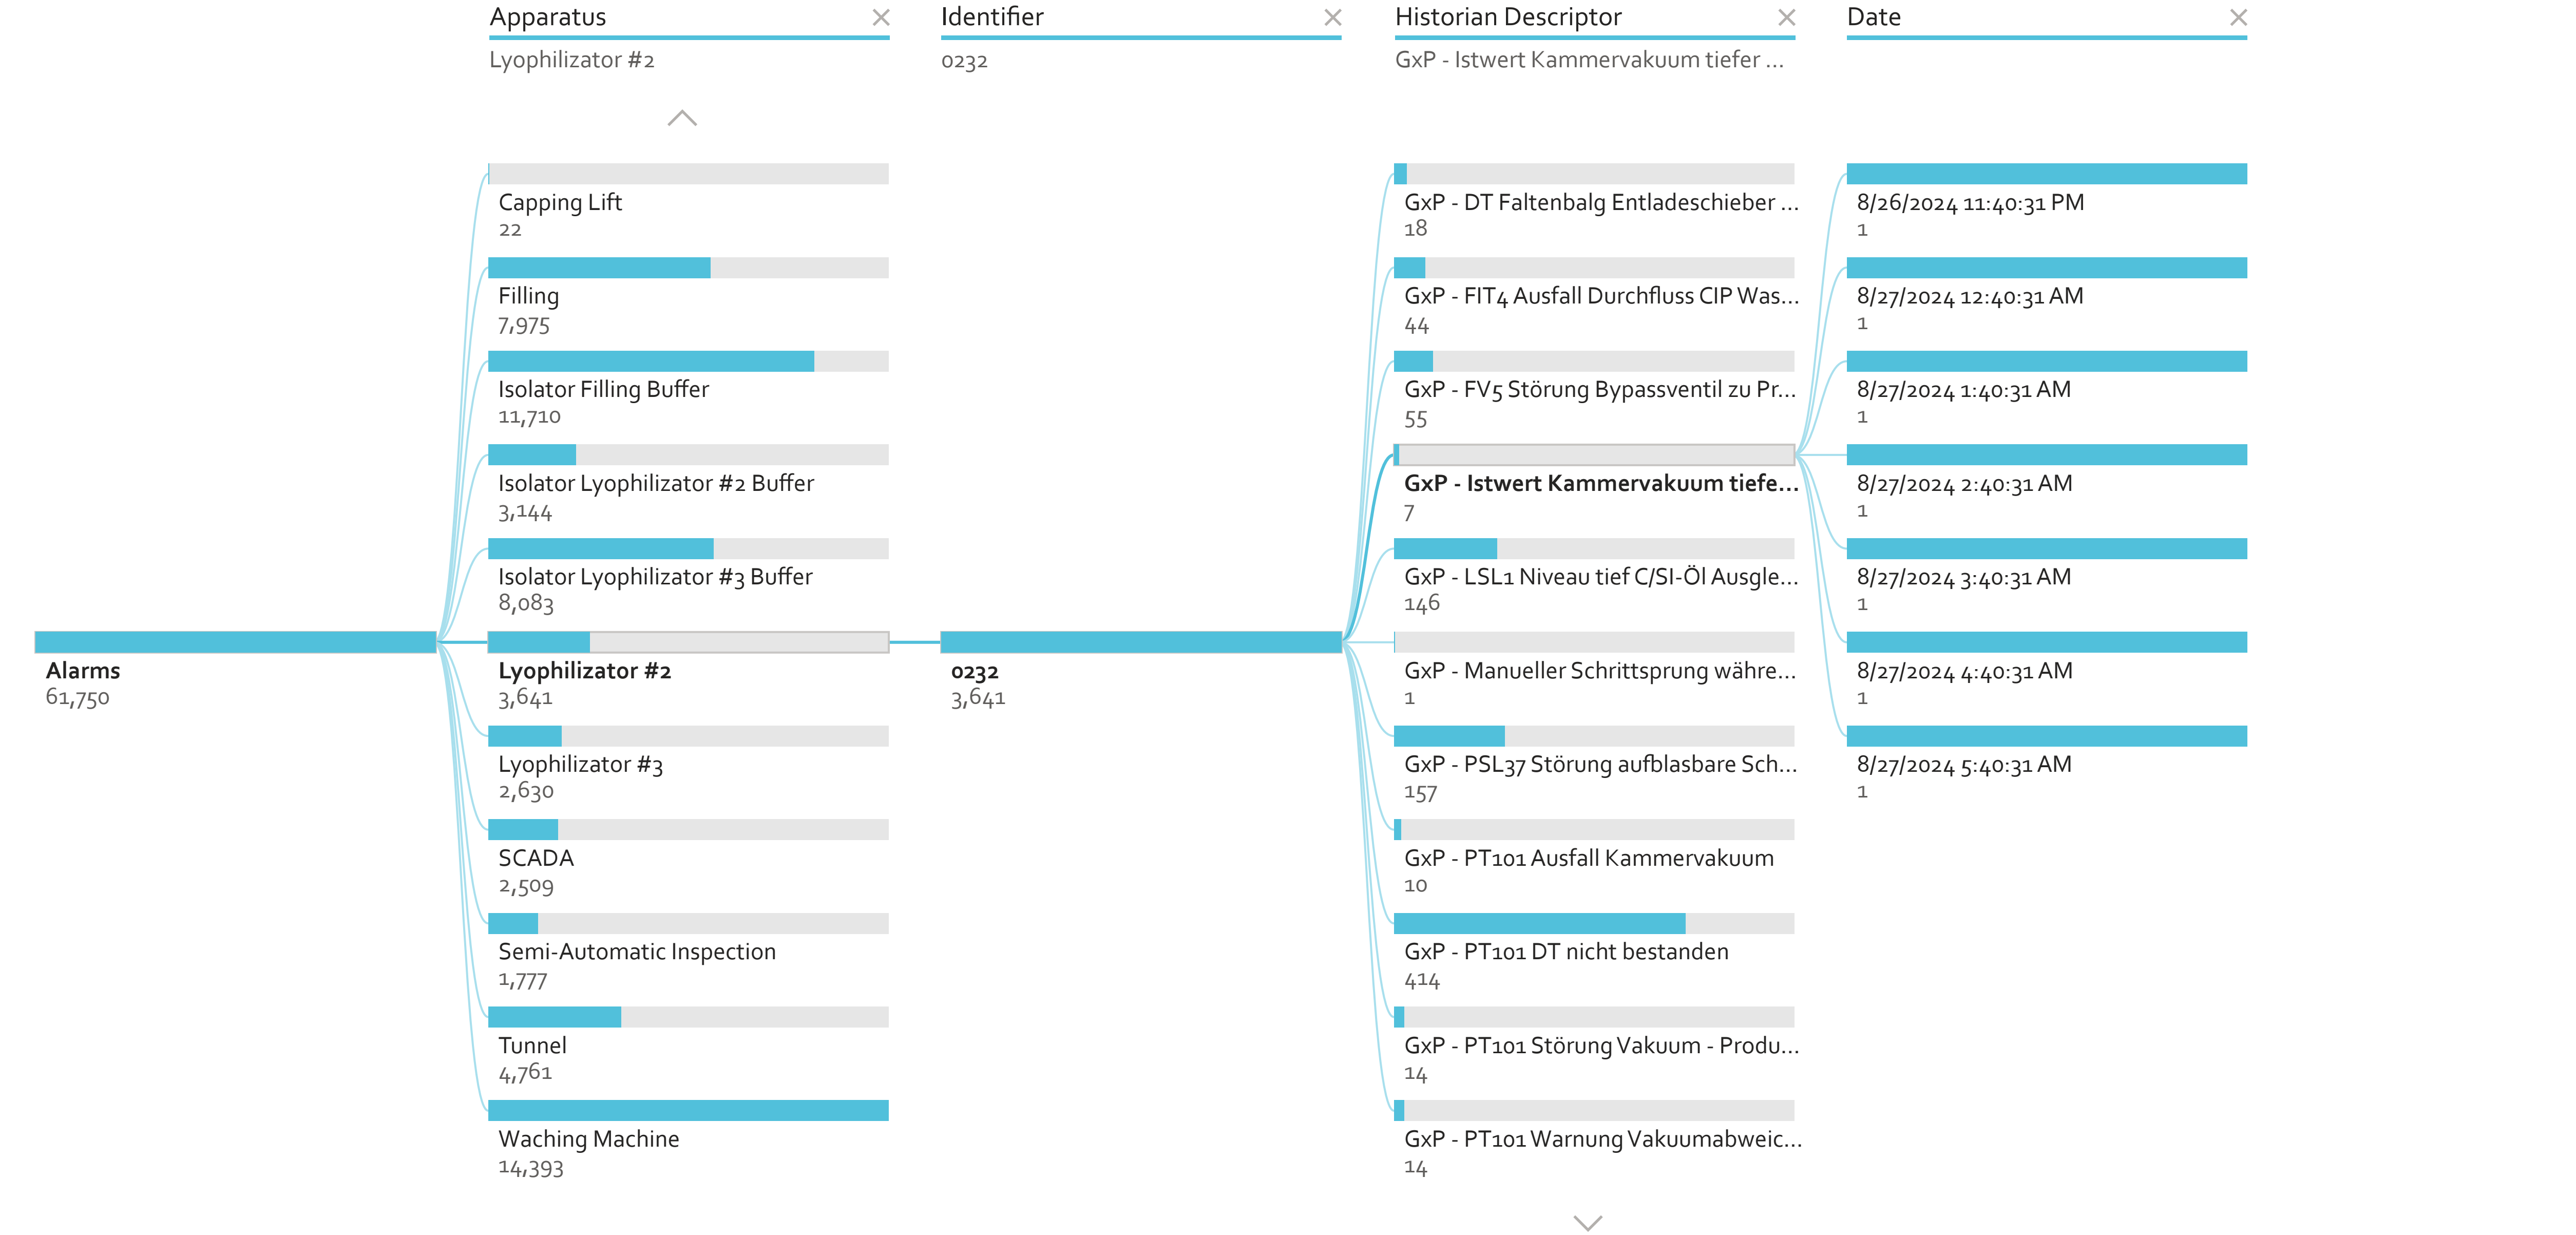 Apparatus
Lyophilizator #2
Identifier
0232
Historian Descriptor
GxP - Istwert Kammervakuum tiefer ...
Date
Alarms
61,750
Capping Lift
22
Filling
7,975
Isolator Filling Buffer
11,710
Isolator Lyophilizator #2 Buffer
3,144
Isolator Lyophilizator #3 Buffer
8,083
Lyophilizator #2
3,641
Lyophilizator #3
2,630
SCADA
2,509
Semi-Automatic Inspection
1,777
Tunnel
4,761
Waching Machine
14,393
0232
3,641
GxP - DT Faltenbalg Entladeschieber ...
18
GxP - FIT4 Ausfall Durchfluss CIP Was...
44
GxP - FV5 Störung Bypassventil zu Pr...
55
GxP - Istwert Kammervakuum tiefe...
7
GxP - LSL1 Niveau tief C/SI-Öl Ausgle...
146
GxP - Manueller Schrittsprung währe...
1
GxP - PSL37 Störung aufblasbare Sch...
157
GxP - PT101 Ausfall Kammervakuum
10
GxP - PT101 DT nicht bestanden
414
GxP - PT101 Störung Vakuum - Produ...
14
GxP - PT101 Warnung Vakuumabweic...
14
8/26/2024 11:40:31 PM
1
8/27/2024 12:40:31 AM
1
8/27/2024 1:40:31 AM
1
8/27/2024 2:40:31 AM
1
8/27/2024 3:40:31 AM
1
8/27/2024 4:40:31 AM
1
8/27/2024 5:40:31 AM
1